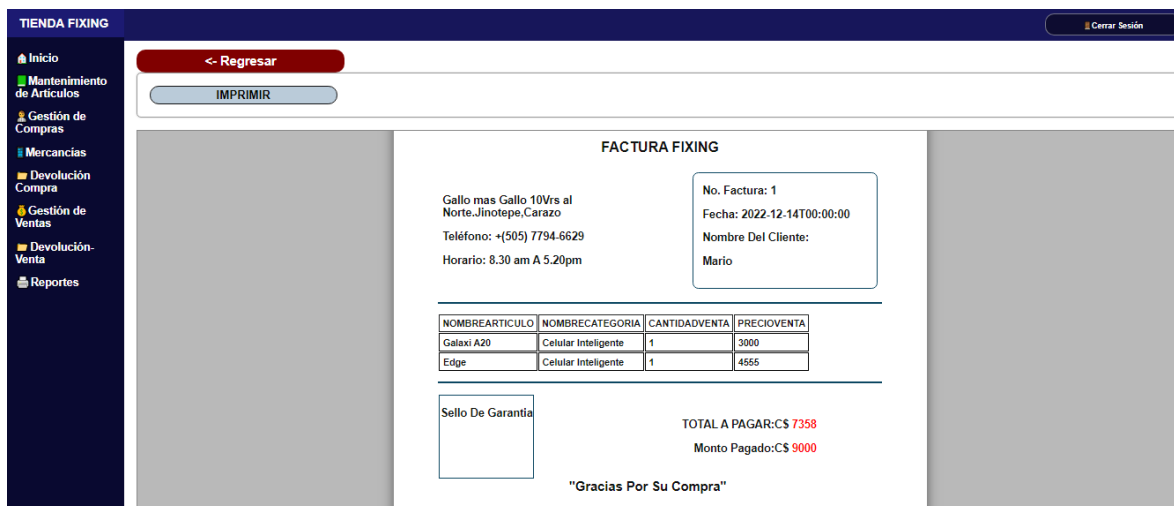 TIENDA FIXING
Cerrar Sesión
Inicio
Mantenimiento
de Artículos
Gestión de
Compras
Mercancias
Devolución
Compra
Gestión de
Ventas
Devolución-
Venta
Reportes
<- Regresar
IMPRIMIR
FACTURA FIXING
Gallo mas Gallo 10Vrs al
Norte.Jinotepe,Carazo
Teléfono: +(505) 7794-6629
Horario: 8.30 am A 5.20pm
No. Factura: 1
Fecha: 2022-12-14T00:00:00
Nombre Del Cliente:
Mario
NOMBREARTICULO NOMBRECATEGORIA CANTIDADVENTA PRECIOVENTA
Galaxi A20 Celular Inteligente 1 3000
Edge Celular Inteligente 1 4555
Sello De Garantia
TOTAL A PAGAR:C$ 7358
Monto Pagado:C$ 9000
"Gracias Por Su Compra"